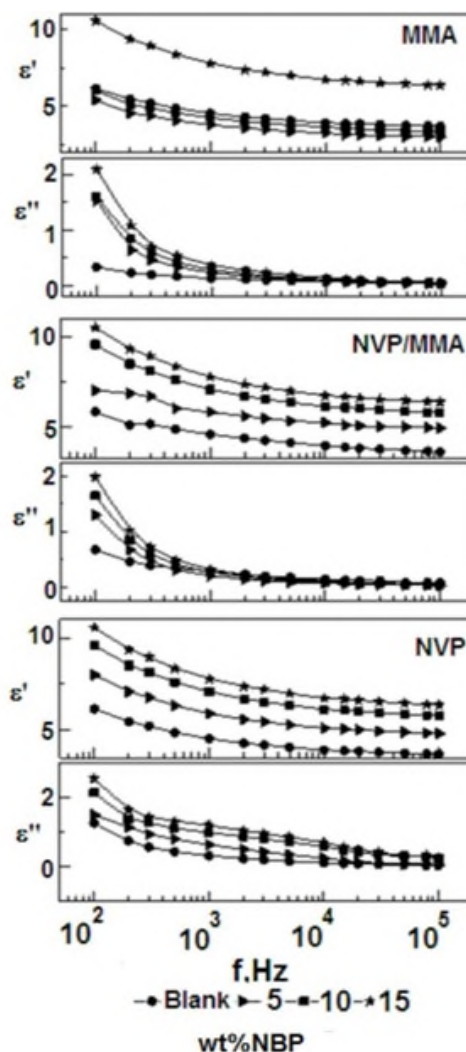 10
MMA
ε'
5
2
ε''
1
0
10
NVP/MMA
ε'
5
2
ε''
1
0
10
NVP
ε'
5
2
ε''
0
10² 10³ 10⁴ 10⁵
f.Hz
Blank 5 10 15
wt%NBP